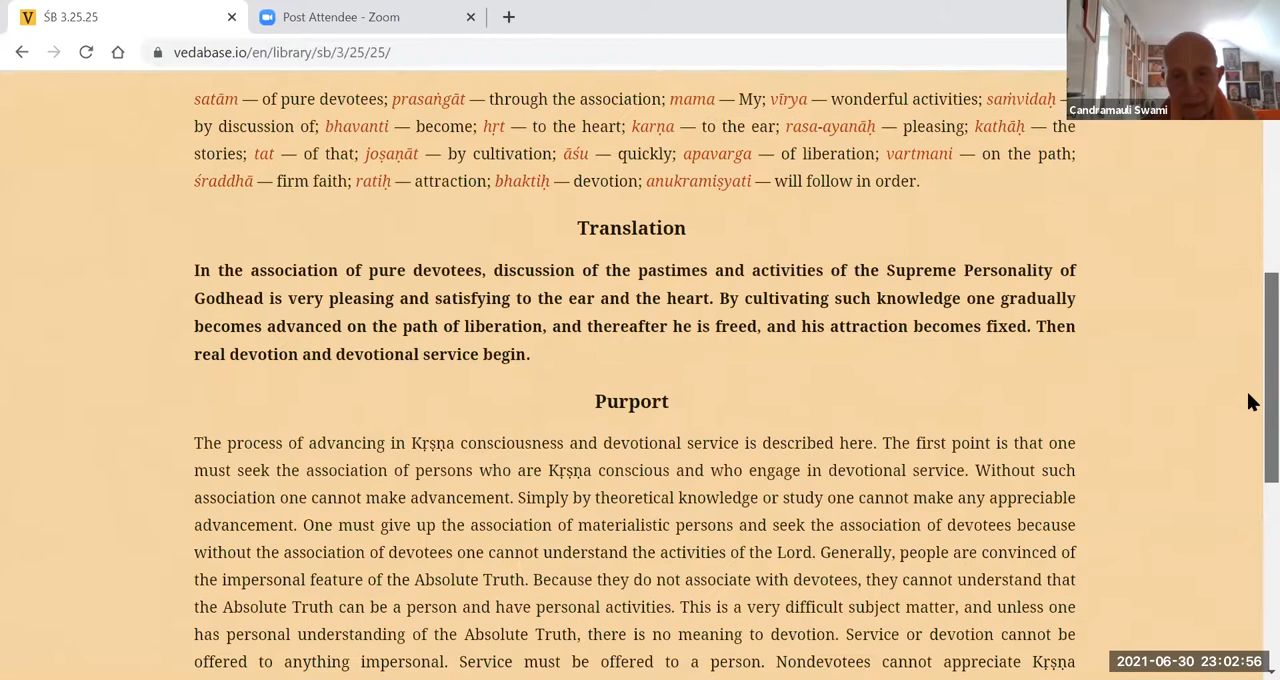 ŚB 3.25.25
Post Attendee - Zoom
vedabase.io/en/library/sb/3/25/25/
Candramauli Swami
satām — of pure devotees; prasaṅgāt — through the association; mama — My; vīrya — wonderful activities; saṁvidaḥ —
by discussion of; bhavanti — become; hṛt — to the heart; karṇa — to the ear; rasa-ayanāḥ — pleasing; kathāḥ — the
stories; tat — of that; joṣaṇāt — by cultivation; āśu — quickly; apavarga — of liberation; vartmani — on the path;
śraddhā — firm faith; ratiḥ — attraction; bhaktiḥ — devotion; anukramiṣyati — will follow in order.
Translation
In the association of pure devotees, discussion of the pastimes and activities of the Supreme Personality of
Godhead is very pleasing and satisfying to the ear and the heart. By cultivating such knowledge one gradually
becomes advanced on the path of liberation, and thereafter he is freed, and his attraction becomes fixed. Then
real devotion and devotional service begin.
Purport
The process of advancing in Kṛṣṇa consciousness and devotional service is described here. The first point is that one
must seek the association of persons who are Kṛṣṇa conscious and who engage in devotional service. Without such
association one cannot make advancement. Simply by theoretical knowledge or study one cannot make any appreciable
advancement. One must give up the association of materialistic persons and seek the association of devotees because
without the association of devotees one cannot understand the activities of the Lord. Generally, people are convinced of
the impersonal feature of the Absolute Truth. Because they do not associate with devotees, they cannot understand that
the Absolute Truth can be a person and have personal activities. This is a very difficult subject matter, and unless one
has personal understanding of the Absolute Truth, there is no meaning to devotion. Service or devotion cannot be
offered to anything impersonal. Service must be offered to a person. Nondevotees cannot appreciate Kṛṣṇa
2021-06-30 23:02:56